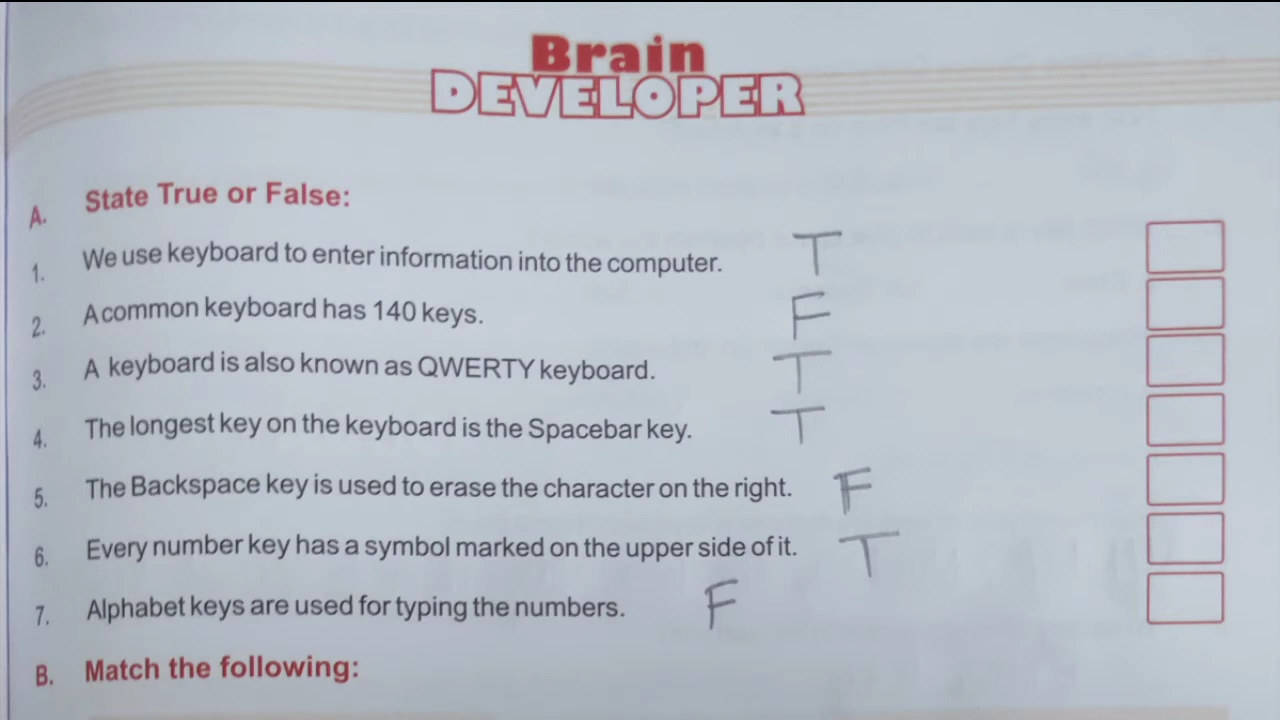 Brain
DEVELOPER
A. State True or False:
1. We use keyboard to enter information into the computer. T
2. A common keyboard has 140 keys. F
3. A keyboard is also known as QWERTY keyboard. T
4. The longest key on the keyboard is the Spacebar key. T
5. The Backspace key is used to erase the character on the right. F
6. Every number key has a symbol marked on the upper side of it. T
7. Alphabet keys are used for typing the numbers. F
B. Match the following: